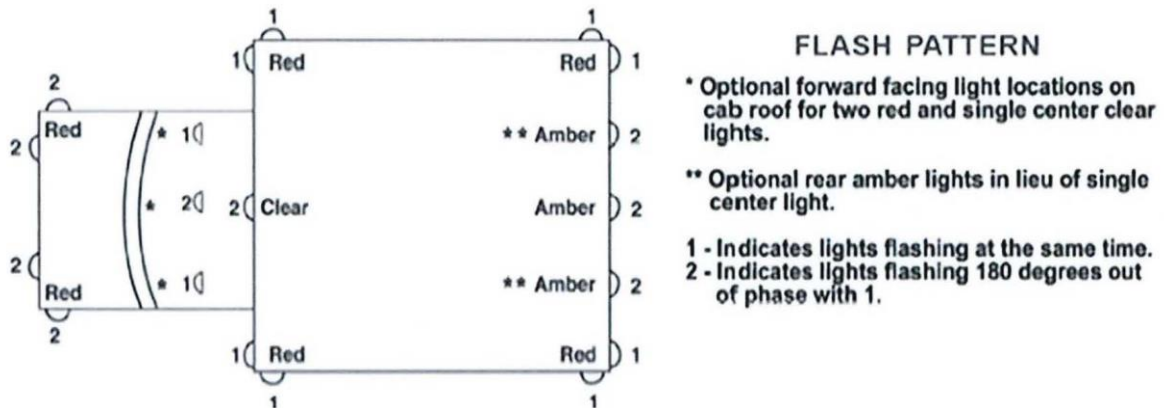 1 1
1 Red Red 1
2
Red * 1 ** Amber 2
2
* 2 2 Clear Amber 2
2 * 1 ** Amber 2
Red
2
1 Red Red 1
1 1
FLASH PATTERN
* Optional forward facing light locations on
cab roof for two red and single center clear
lights.
** Optional rear amber lights in lieu of single
center light.
1 - Indicates lights flashing at the same time.
2 - Indicates lights flashing 180 degrees out
of phase with 1.